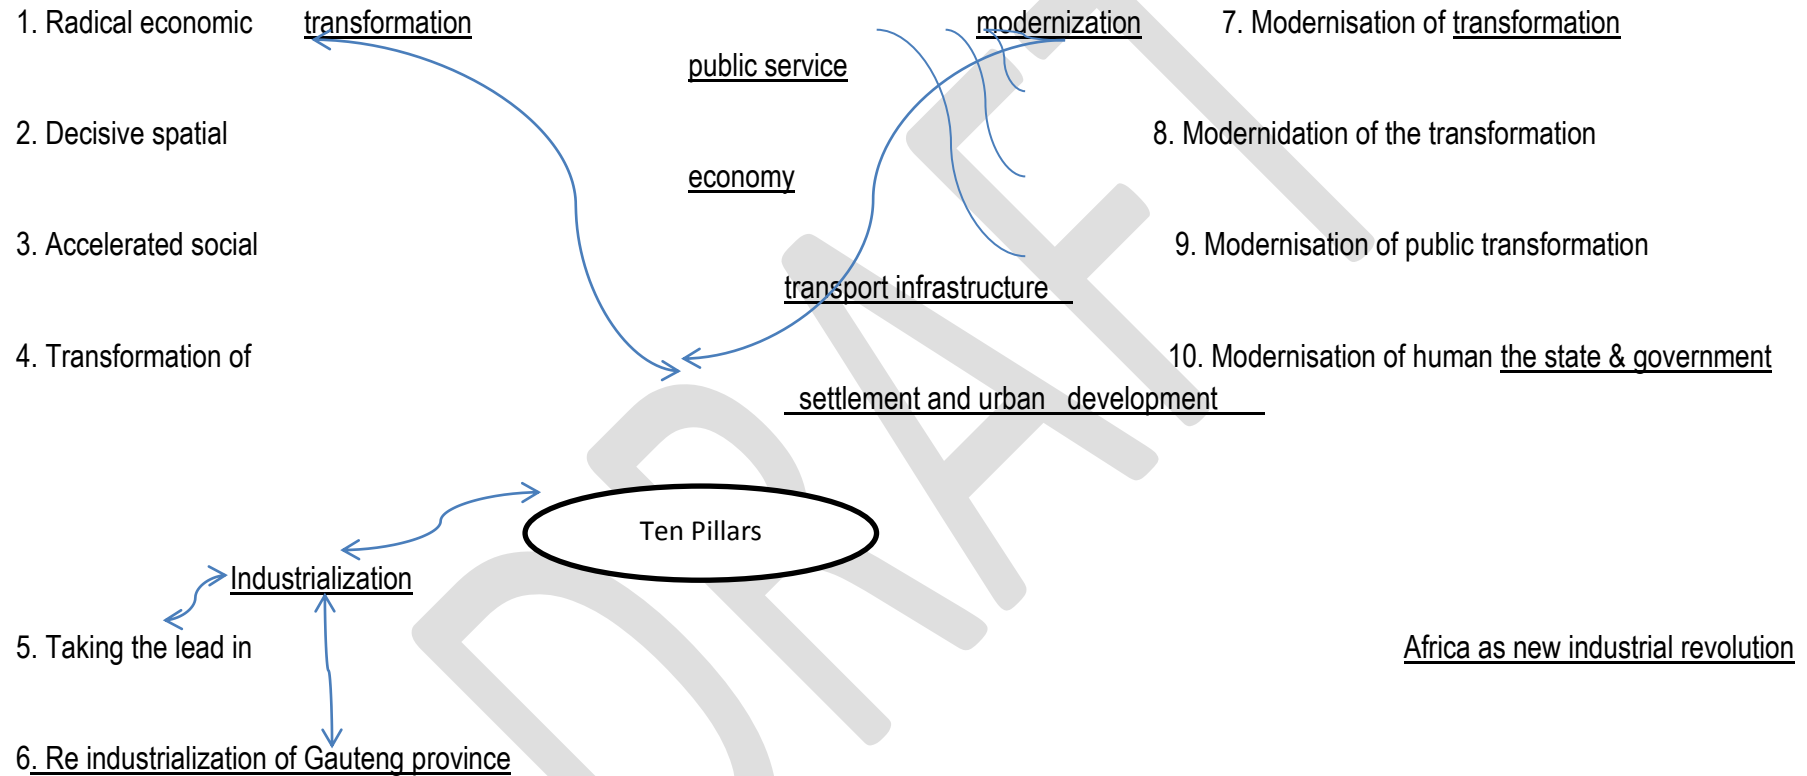 1. Radical economic transformation modernization 7. Modernisation of transformation
public service
2. Decisive spatial 8. Modernidation of the transformation
economy
3. Accelerated social 9. Modernisation of public transformation
transport infrastructure
4. Transformation of 10. Modernisation of human the state & government
settlement and urban development
Ten Pillars
Industrialization
5. Taking the lead in Africa as new industrial revolution
6. Re industrialization of Gauteng province
DRAFT